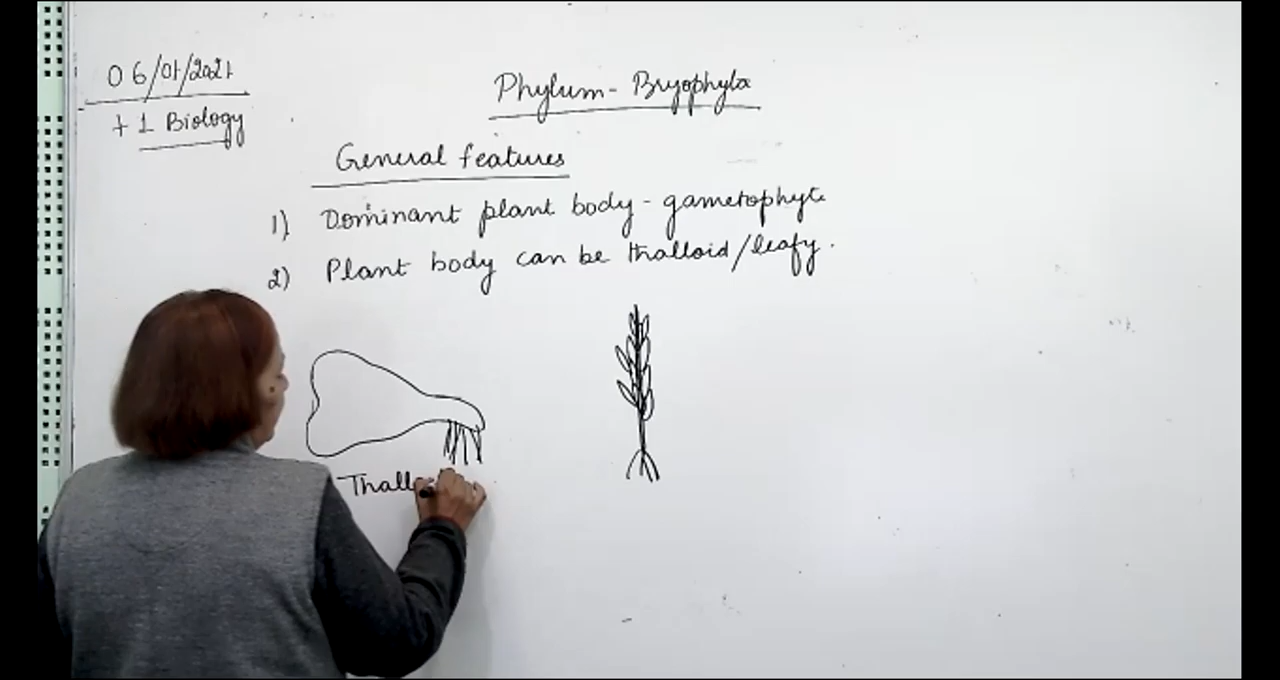 06/01/2021
+1 Biology
Phylum - Bryophyta
General features
1) Dominant plant body - gametophyte
2) Plant body can be thalloid/leafy.
Thallo